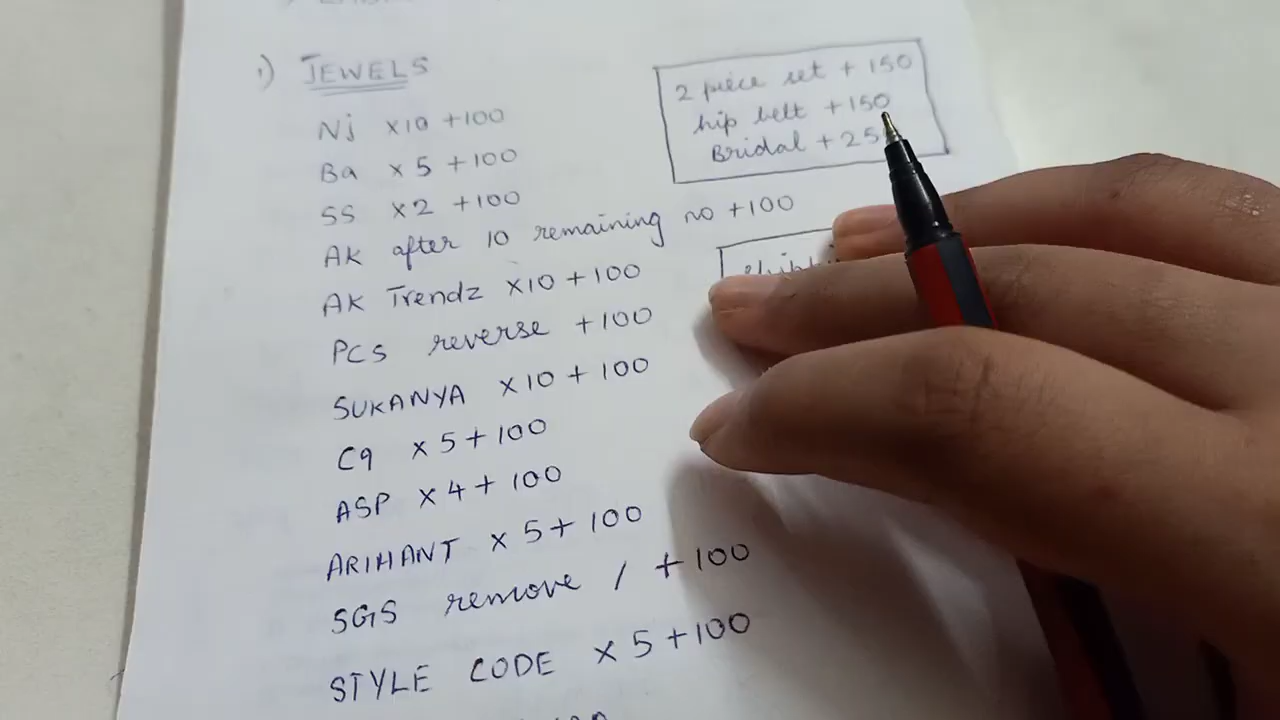 1) JEWELS
Nj x10 +100
Ba x 5 +100
SS x2 +100
AK after 10 remaining no +100
AK Trendz x10 +100
PCS reverse +100
SUKANYA x10 +100
C9 x 5 +100
ASP x 4 + 100
ARIHANT x 5 + 100
SGS remove / +100
STYLE CODE x 5 +100
2 piece set + 150
hip belt +150
Bridal +